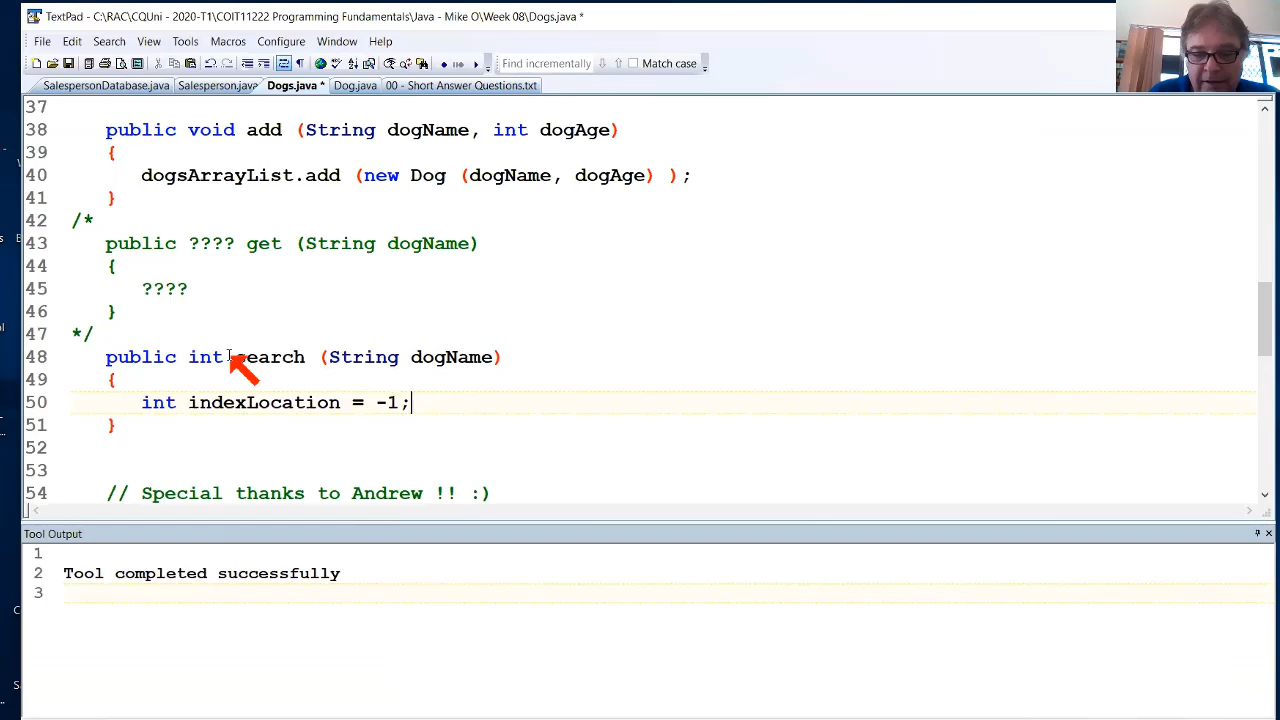 TextPad - C:\RAC\CQUni - 2020-T1\COIT11222 Programming Fundamentals\Java - Mike O\Week 08\Dogs.java *
File Edit Search View Tools Macros Configure Window Help
Find incrementally Match case
SalespersonDatabase.java Salesperson.java Dogs.java * Dog.java 00 - Short Answer Questions.txt
37
38 public void add (String dogName, int dogAge)
39 {
40 dogsArrayList.add (new Dog (dogName, dogAge) );
41 }
42 /*
43 public ???? get (String dogName)
44 {
45 ????
46 }
47 */
48 public int search (String dogName)
49 {
50 int indexLocation = -1;
51 }
52
53
54 // Special thanks to Andrew !! :)
Tool Output
1
2 Tool completed successfully
3